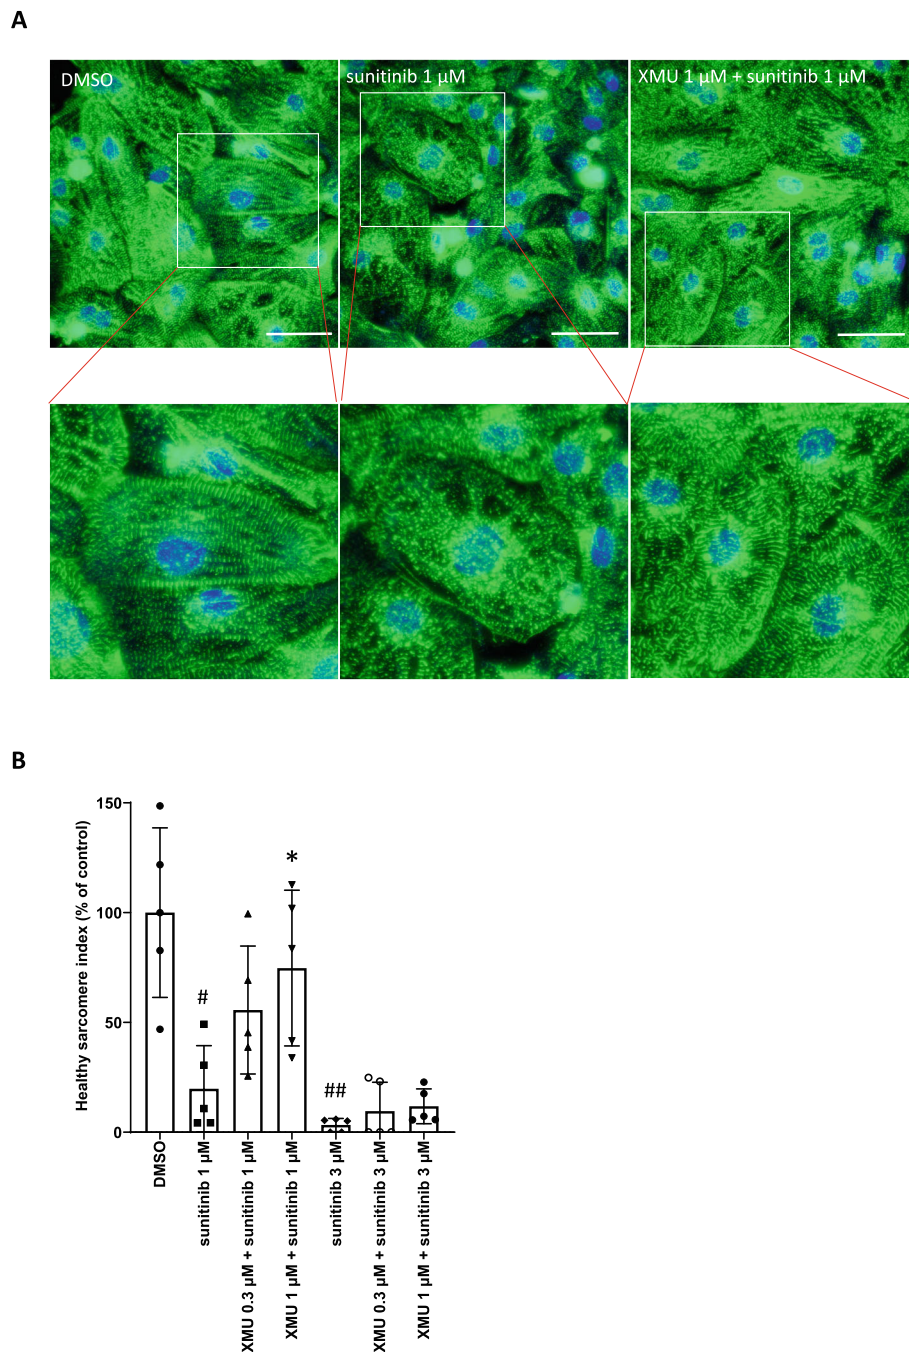 A
DMSO
sunitinib 1 µM
XMU 1 µM + sunitinib 1 µM
B
Healthy sarcomere index (% of control)
150
100
50
0
#
*
##
DMSO
sunitinib 1 µM
XMU 0.3 µM + sunitinib 1 µM
XMU 1 µM + sunitinib 1 µM
sunitinib 3 µM
XMU 0.3 µM + sunitinib 3 µM
XMU 1 µM + sunitinib 3 µM